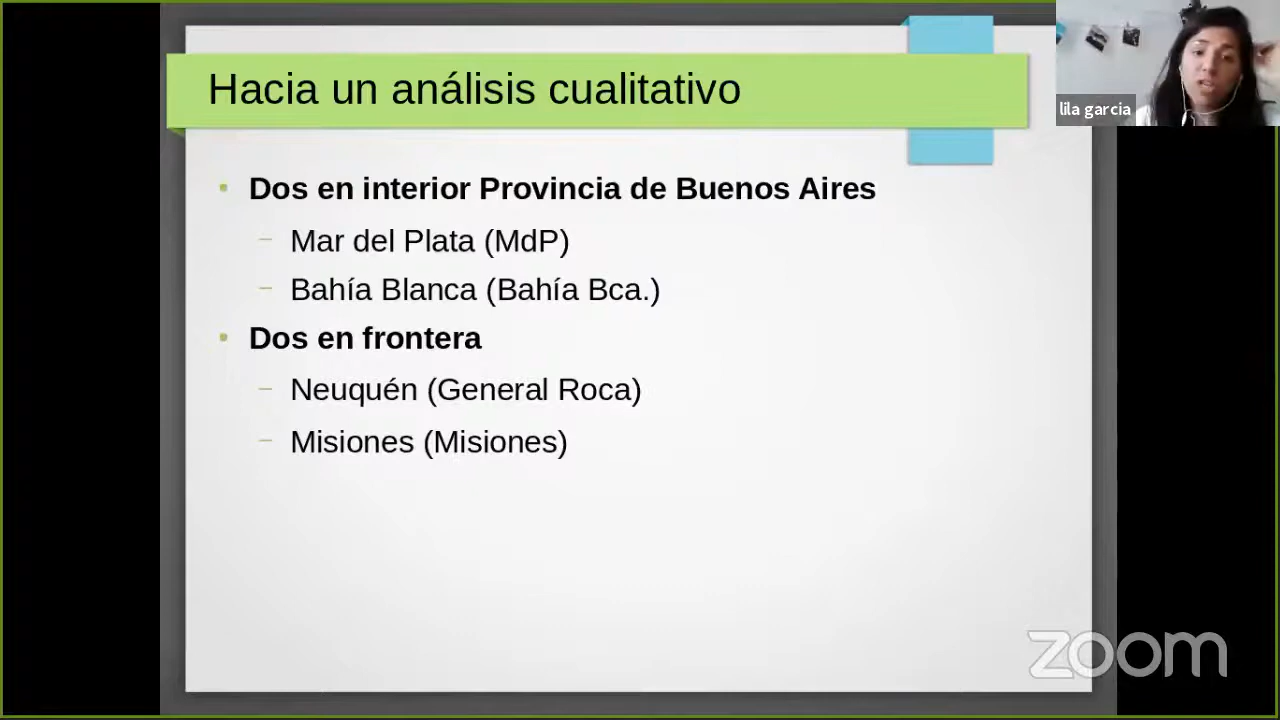 Hacia un análisis cualitativo
lila garcia
Dos en interior Provincia de Buenos Aires
Mar del Plata (MdP)
Bahía Blanca (Bahía Bca.)
Dos en frontera
Neuquén (General Roca)
Misiones (Misiones)
zoom